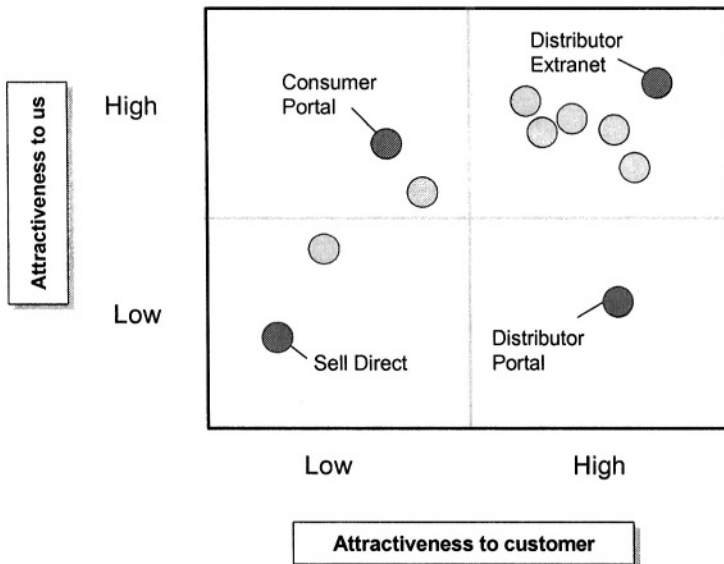 Distributor
Extranet
Consumer
Portal
High
Attractiveness to us
Low
Distributor
Portal
Sell Direct
Low
High
Attractiveness to customer